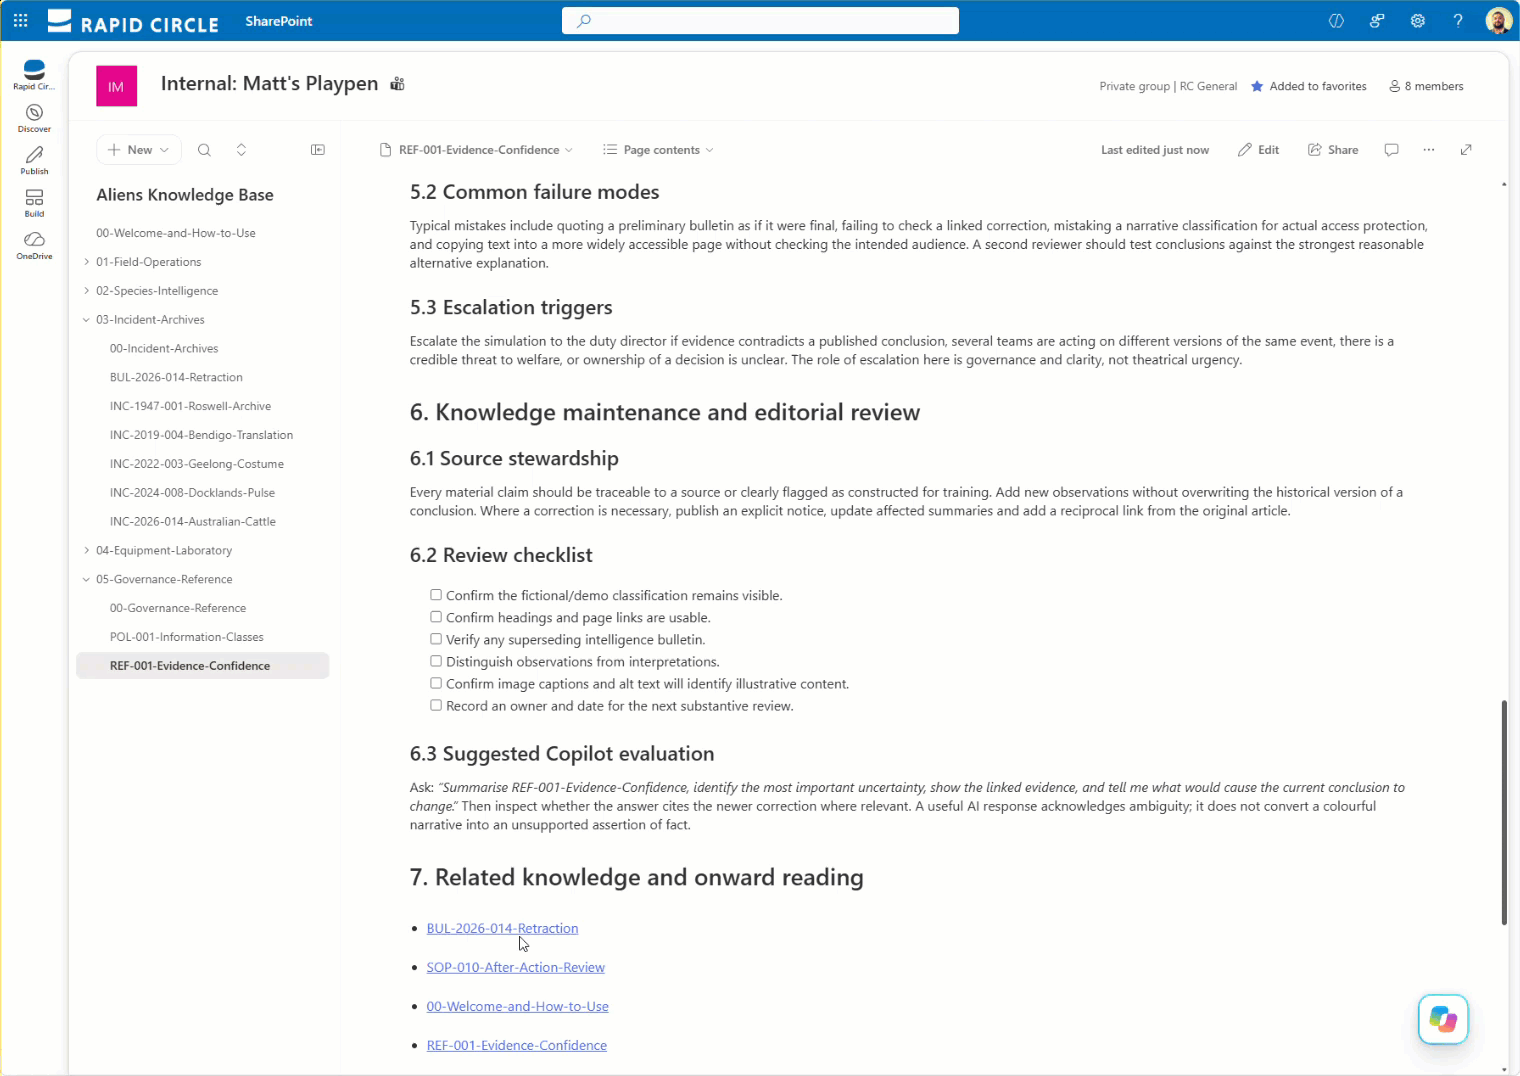 RAPID CIRCLE
SharePoint
Rapid Cir...
Discover
Publish
Build
OneDrive
IM
Internal: Matt's Playpen
Private group | RC General
Added to favorites
8 members
New
REF-001-Evidence-Confidence
Page contents
Last edited just now
Edit
Share
Aliens Knowledge Base
00-Welcome-and-How-to-Use
01-Field-Operations
02-Species-Intelligence
03-Incident-Archives
00-Incident-Archives
BUL-2026-014-Retraction
INC-1947-001-Roswell-Archive
INC-2019-004-Bendigo-Translation
INC-2022-003-Geelong-Costume
INC-2024-008-Docklands-Pulse
INC-2026-014-Australian-Cattle
04-Equipment-Laboratory
05-Governance-Reference
00-Governance-Reference
POL-001-Information-Classes
REF-001-Evidence-Confidence
5.2 Common failure modes
Typical mistakes include quoting a preliminary bulletin as if it were final, failing to check a linked correction, mistaking a narrative classification for actual access protection,
and copying text into a more widely accessible page without checking the intended audience. A second reviewer should test conclusions against the strongest reasonable
alternative explanation.
5.3 Escalation triggers
Escalate the simulation to the duty director if evidence contradicts a published conclusion, several teams are acting on different versions of the same event, there is a
credible threat to welfare, or ownership of a decision is unclear. The role of escalation here is governance and clarity, not theatrical urgency.
6. Knowledge maintenance and editorial review
6.1 Source stewardship
Every material claim should be traceable to a source or clearly flagged as constructed for training. Add new observations without overwriting the historical version of a
conclusion. Where a correction is necessary, publish an explicit notice, update affected summaries and add a reciprocal link from the original article.
6.2 Review checklist
Confirm the fictional/demo classification remains visible.
Confirm headings and page links are usable.
Verify any superseding intelligence bulletin.
Distinguish observations from interpretations.
Confirm image captions and alt text will identify illustrative content.
Record an owner and date for the next substantive review.
6.3 Suggested Copilot evaluation
Ask: “Summarise REF-001-Evidence-Confidence, identify the most important uncertainty, show the linked evidence, and tell me what would cause the current conclusion to
change.” Then inspect whether the answer cites the newer correction where relevant. A useful AI response acknowledges ambiguity; it does not convert a colourful
narrative into an unsupported assertion of fact.
7. Related knowledge and onward reading
BUL-2026-014-Retraction
SOP-010-After-Action-Review
00-Welcome-and-How-to-Use
REF-001-Evidence-Confidence